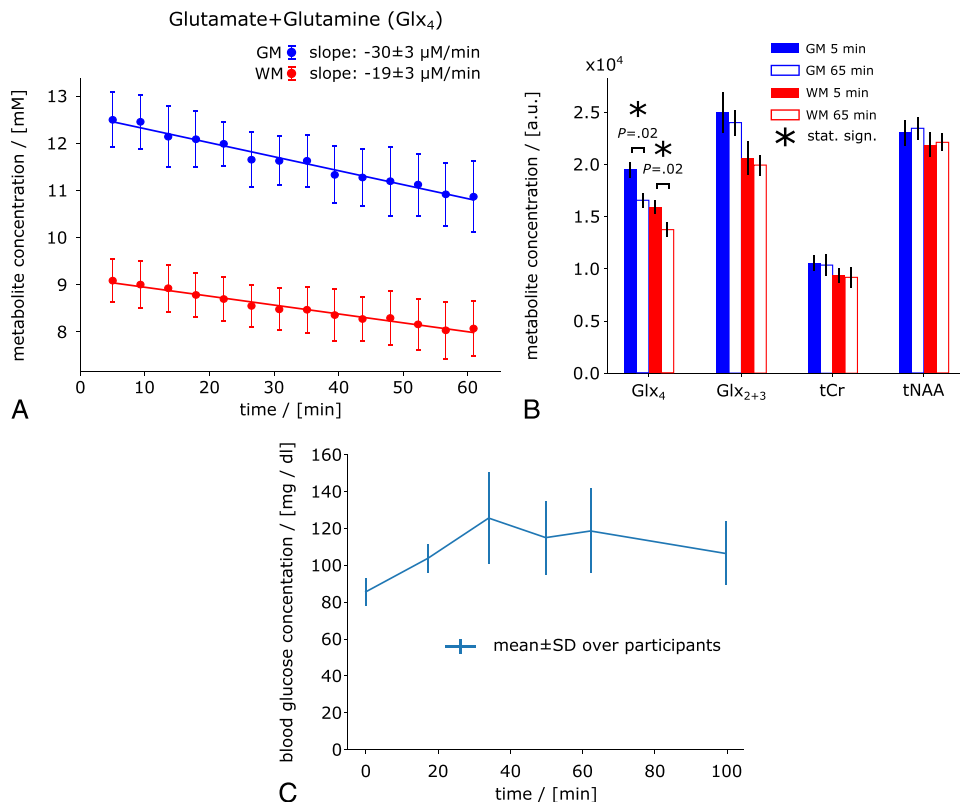 Glutamate+Glutamine (Glx₄)
GM slope: -30±3 μM/min
WM slope: -19±3 μM/min
metabolite concentration / [mM]
13
12
11
10
9
8
0 10 20 30 40 50 60
time / [min]
A
GM 5 min
GM 65 min
WM 5 min
WM 65 min
* stat. sign.
x10⁴
metabolite concentration / [a.u.]
2.5
2.0
1.5
1.0
0.5
0.0
*
P=.02
*
P=.02
Glx₄ Glx₂₊₃ tCr tNAA
B
blood glucose concentration / [mg / dl]
160
140
120
100
80
60
40
20
0
mean±SD over participants
0 20 40 60 80 100
time / [min]
C